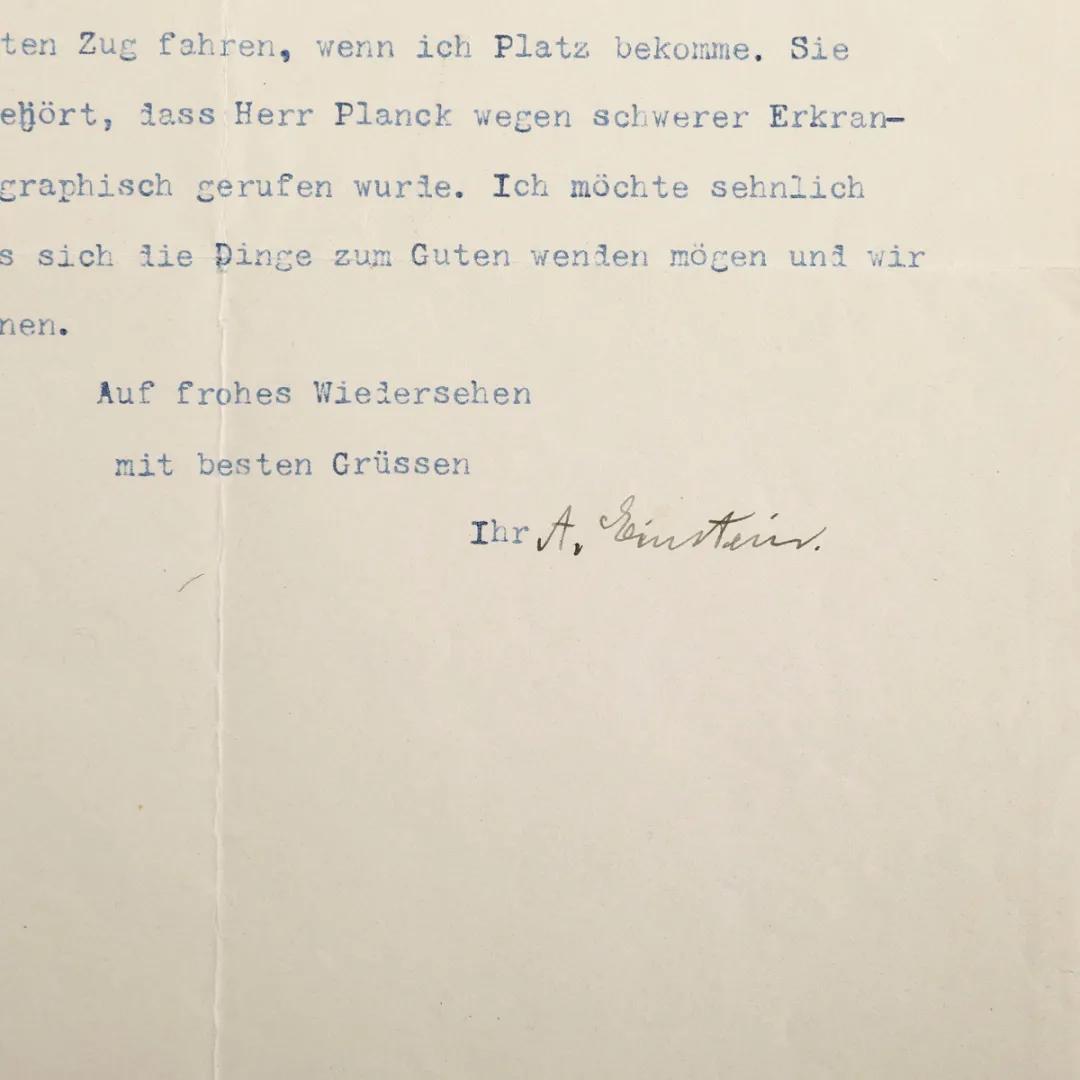 ten Zug fahren, wenn ich Platz bekomme. Sie
ehört, dass Herr Planck wegen schwerer Erkran-
graphisch gerufen wurde. Ich möchte sehnlich
s sich die Dinge zum Guten wenden mögen und wir
nen.
Auf frohes Wiedersehen
mit besten Grüssen
Ihr A. Einstein.